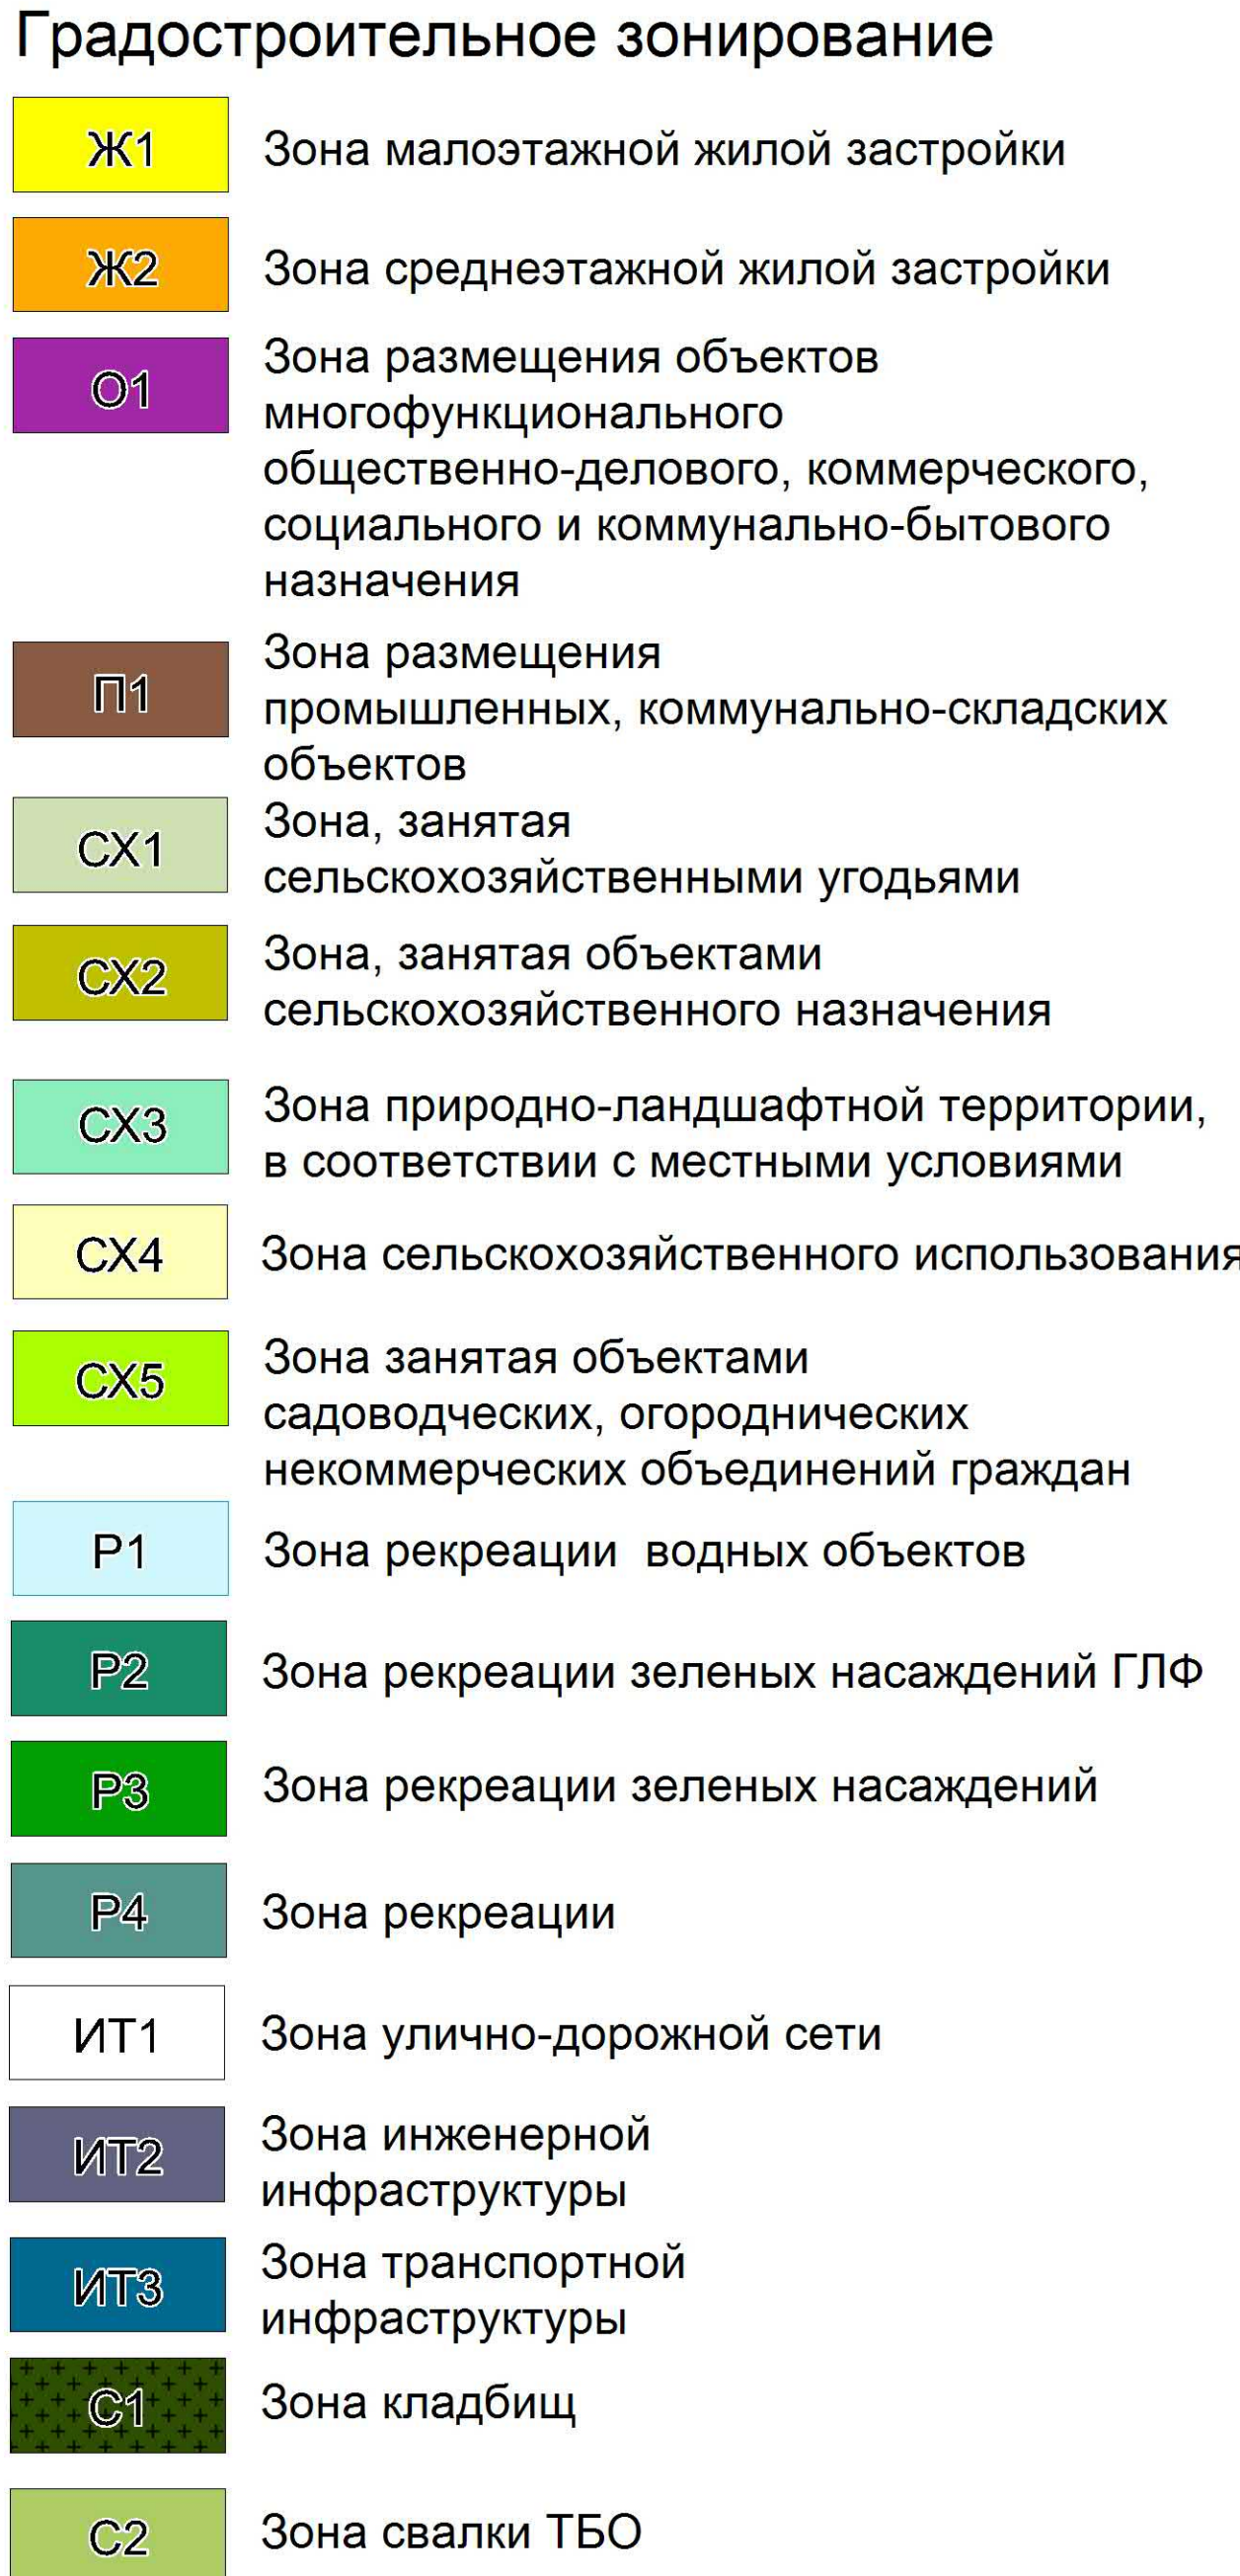 Градостроительное зонирование
Ж1 Зона малоэтажной жилой застройки
Ж2 Зона среднеэтажной жилой застройки
О1 Зона размещения объектов
многофункционального
общественно-делового, коммерческого,
социального и коммунально-бытового
назначения
П1 Зона размещения
промышленных, коммунально-складских
объектов
СХ1 Зона, занятая
сельскохозяйственными угодьями
СХ2 Зона, занятая объектами
сельскохозяйственного назначения
СХ3 Зона природно-ландшафтной территории,
в соответствии с местными условиями
СХ4 Зона сельскохозяйственного использования
СХ5 Зона занятая объектами
садоводческих, огороднических
некоммерческих объединений граждан
Р1 Зона рекреации  водных объектов
Р2 Зона рекреации зеленых насаждений ГЛФ
Р3 Зона рекреации зеленых насаждений
Р4 Зона рекреации
ИТ1 Зона улично-дорожной сети
ИТ2 Зона инженерной
инфраструктуры
ИТ3 Зона транспортной
инфраструктуры
С1 Зона кладбищ
С2 Зона свалки ТБО